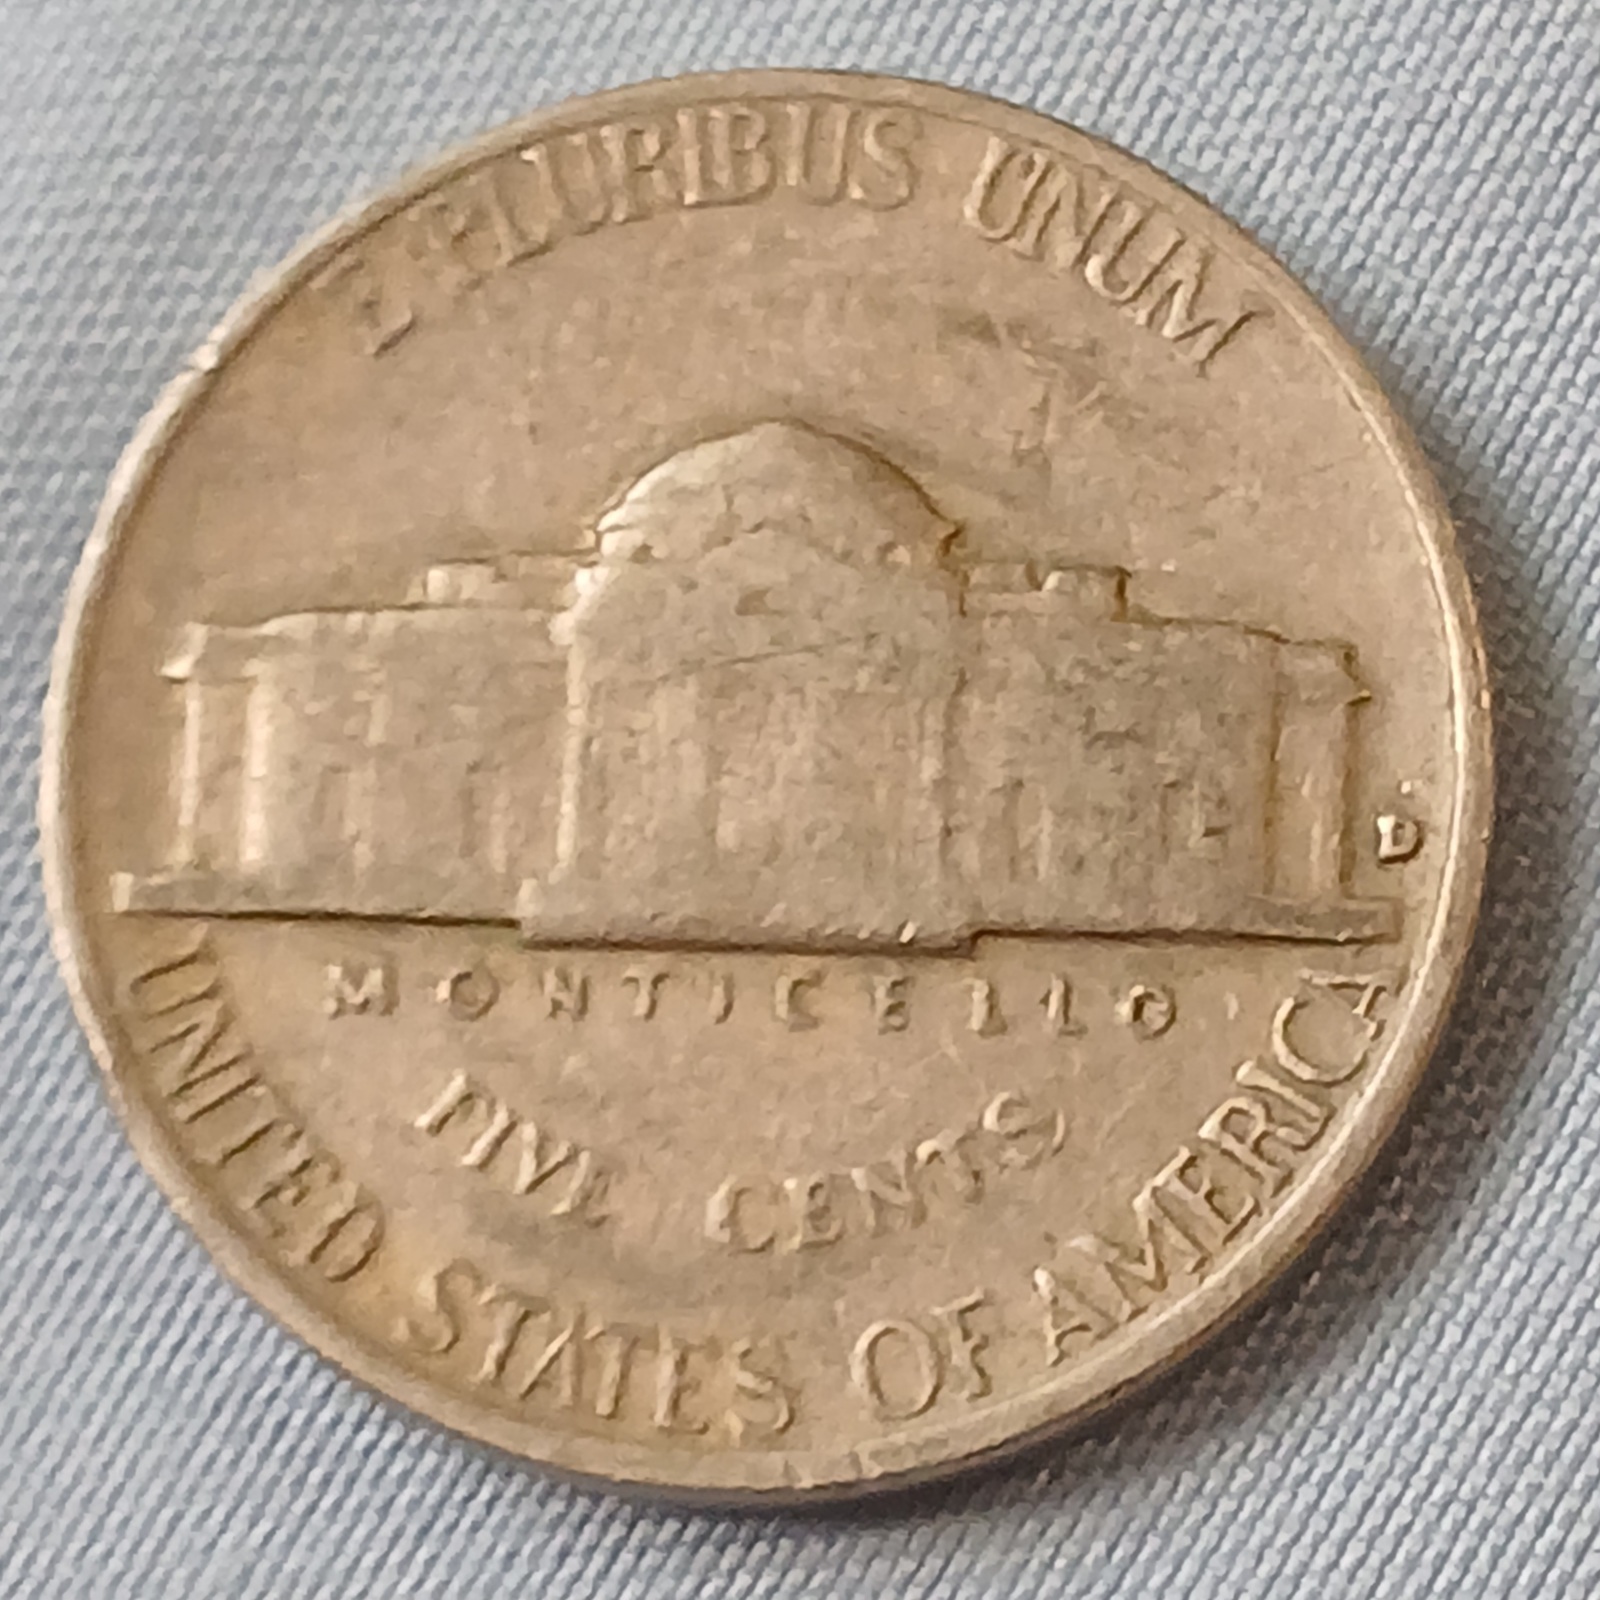 E PLURIBUS UNUM
D
MONTICELLO
FIVE CENTS
UNITED STATES OF AMERICA